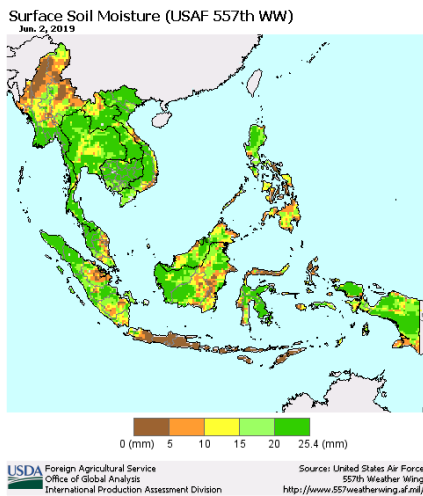 Surface Soil Moisture (USAF 557th WW)
Jun. 2, 2019
0 (mm) 5 10 15 20 25.4 (mm)
USDA Foreign Agricultural Service
Office of Global Analysis
International Production Assessment Division
Source: United States Air Force
557th Weather Wing
http://www.557weatherwing.af.mil/